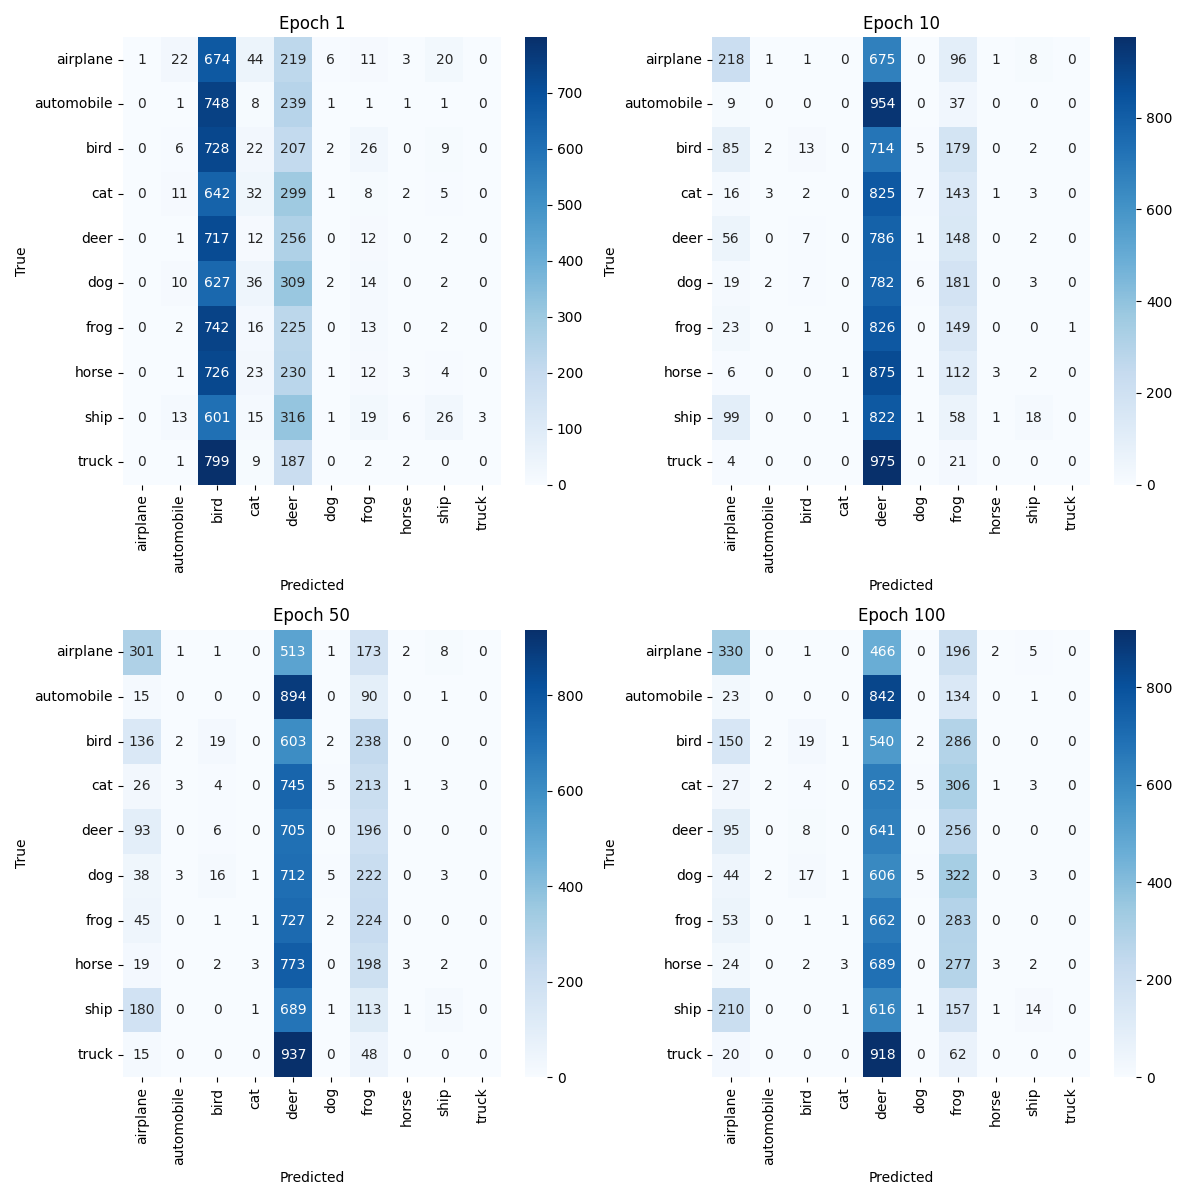 Epoch 1
True
airplane 1 22 674 44 219 6 11 3 20 0
automobile 0 1 748 8 239 1 1 1 1 0
bird 0 6 728 22 207 2 26 0 9 0
cat 0 11 642 32 299 1 8 2 5 0
deer 0 1 717 12 256 0 12 0 2 0
dog 0 10 627 36 309 2 14 0 2 0
frog 0 2 742 16 225 0 13 0 2 0
horse 0 1 726 23 230 1 12 3 4 0
ship 0 13 601 15 316 1 19 6 26 3
truck 0 1 799 9 187 0 2 2 0 0
airplane automobile bird cat deer dog frog horse ship truck
Predicted
700
600
500
400
300
200
100
0
Epoch 10
True
airplane 218 1 1 0 675 0 96 1 8 0
automobile 9 0 0 0 954 0 37 0 0 0
bird 85 2 13 0 714 5 179 0 2 0
cat 16 3 2 0 825 7 143 1 3 0
deer 56 0 7 0 786 1 148 0 2 0
dog 19 2 7 0 782 6 181 0 3 0
frog 23 0 1 0 826 0 149 0 0 1
horse 6 0 0 1 875 1 112 3 2 0
ship 99 0 0 1 822 1 58 1 18 0
truck 4 0 0 0 975 0 21 0 0 0
airplane automobile bird cat deer dog frog horse ship truck
Predicted
800
600
400
200
0
Epoch 50
True
airplane 301 1 1 0 513 1 173 2 8 0
automobile 15 0 0 0 894 0 90 0 1 0
bird 136 2 19 0 603 2 238 0 0 0
cat 26 3 4 0 745 5 213 1 3 0
deer 93 0 6 0 705 0 196 0 0 0
dog 38 3 16 1 712 5 222 0 3 0
frog 45 0 1 1 727 2 224 0 0 0
horse 19 0 2 3 773 0 198 3 2 0
ship 180 0 0 1 689 1 113 1 15 0
truck 15 0 0 0 937 0 48 0 0 0
airplane automobile bird cat deer dog frog horse ship truck
Predicted
800
600
400
200
0
Epoch 100
True
airplane 330 0 1 0 466 0 196 2 5 0
automobile 23 0 0 0 842 0 134 0 1 0
bird 150 2 19 1 540 2 286 0 0 0
cat 27 2 4 0 652 5 306 1 3 0
deer 95 0 8 0 641 0 256 0 0 0
dog 44 2 17 1 606 5 322 0 3 0
frog 53 0 1 1 662 0 283 0 0 0
horse 24 0 2 3 689 0 277 3 2 0
ship 210 0 0 1 616 1 157 1 14 0
truck 20 0 0 0 918 0 62 0 0 0
airplane automobile bird cat deer dog frog horse ship truck
Predicted
800
600
400
200
0